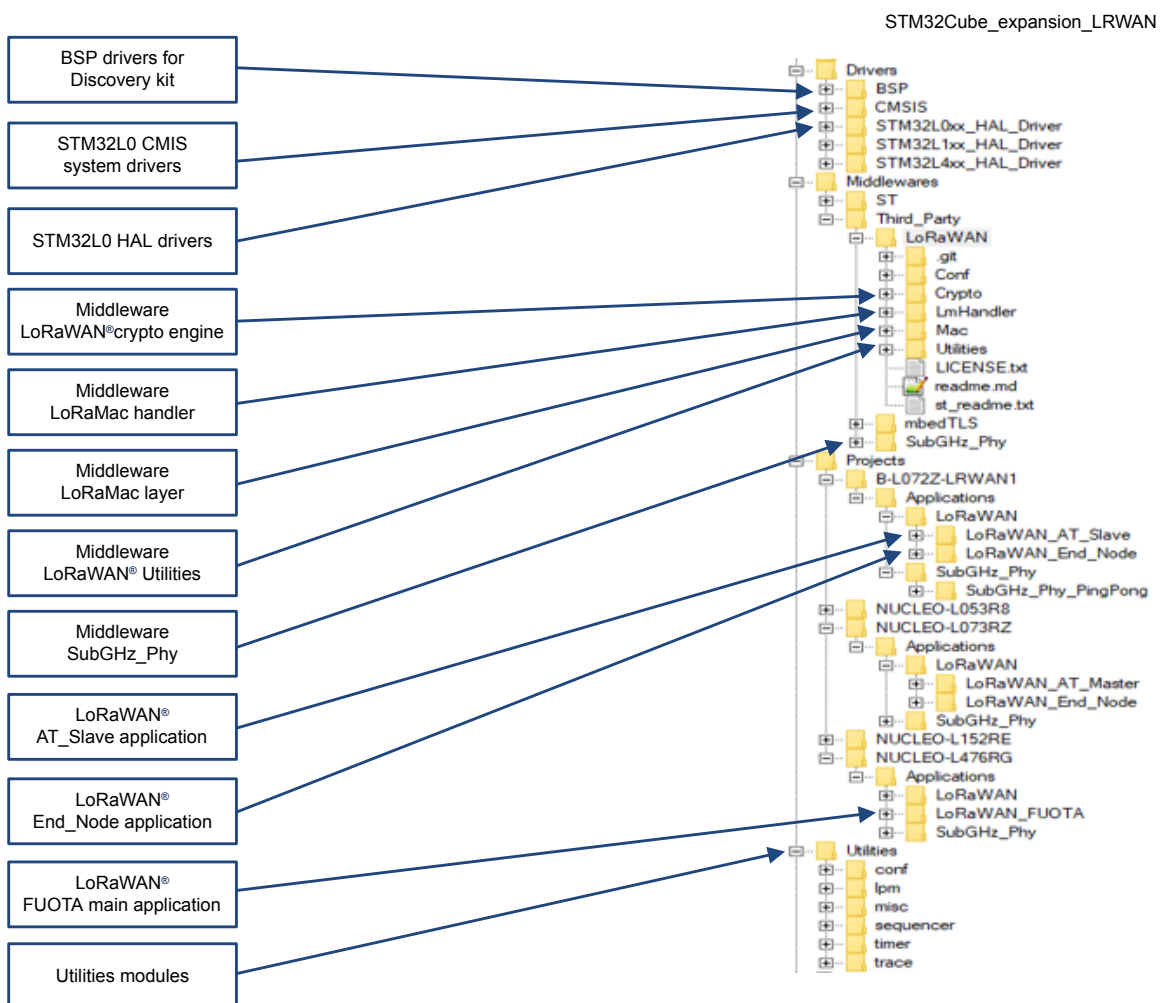 STM32Cube_expansion_LRWAN
BSP drivers for
Discovery kit
STM32L0 CMIS
system drivers
STM32L0 HAL drivers
Middleware
LoRaWAN®crypto engine
Middleware
LoRaMac handler
Middleware
LoRaMac layer
Middleware
LoRaWAN® Utilities
Middleware
SubGHz_Phy
LoRaWAN®
AT_Slave application
LoRaWAN®
End_Node application
LoRaWAN®
FUOTA main application
Utilities modules
Drivers
BSP
CMSIS
STM32L0xx_HAL_Driver
STM32L1xx_HAL_Driver
STM32L4xx_HAL_Driver
Middlewares
ST
Third_Party
LoRaWAN
.git
Conf
Crypto
LmHandler
Mac
Utilities
LICENSE.txt
readme.md
st_readme.txt
mbedTLS
SubGHz_Phy
Projects
B-L072Z-LRWAN1
Applications
LoRaWAN
LoRaWAN_AT_Slave
LoRaWAN_End_Node
SubGHz_Phy
SubGHz_Phy_PingPong
NUCLEO-L053R8
NUCLEO-L073RZ
Applications
LoRaWAN
LoRaWAN_AT_Master
LoRaWAN_End_Node
SubGHz_Phy
NUCLEO-L152RE
NUCLEO-L476RG
Applications
LoRaWAN
LoRaWAN_FUOTA
SubGHz_Phy
Utilities
conf
lpm
misc
sequencer
timer
trace